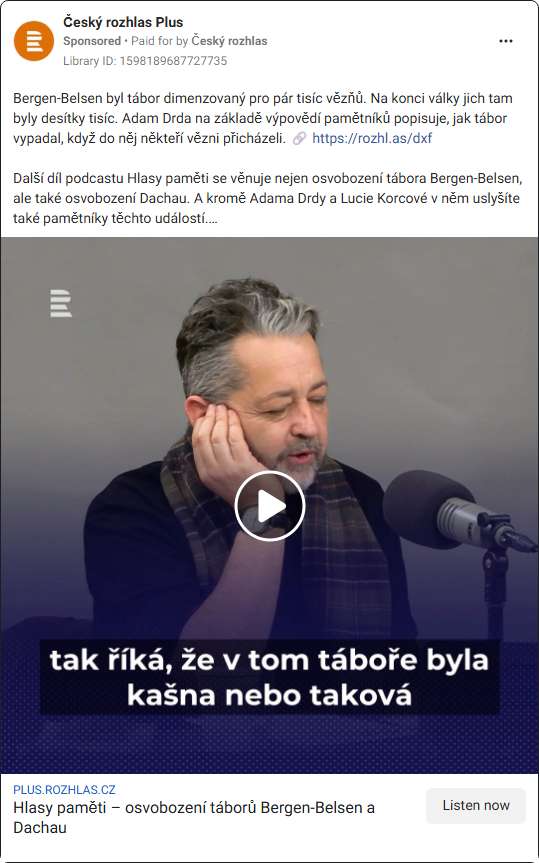 Český rozhlas Plus
Sponsored • Paid for by Český rozhlas
Library ID: 1598189687727735
Bergen-Belsen byl tábor dimenzovaný pro pár tisíc vězňů. Na konci války jich tam
byly desítky tisíc. Adam Drda na základě výpovědí pamětníků popisuje, jak tábor
vypadal, když do něj někteří vězni přicházeli. 🔗 https://rozhl.as/dxf
Další díl podcastu Hlasy paměti se věnuje nejen osvobození tábora Bergen-Belsen,
ale také osvobození Dachau. A kromě Adama Drdy a Lucie Korcové v něm uslyšíte
také pamětníky těchto událostí....
tak říká, že v tom táboře byla
kašna nebo taková
PLUS.ROZHLAS.CZ
Hlasy paměti – osvobození táborů Bergen-Belsen a
Dachau
Listen now